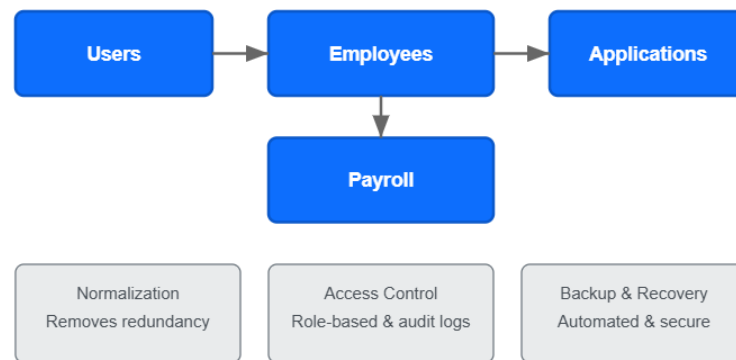 Users
Employees
Applications
Payroll
Normalization
Removes redundancy
Access Control
Role-based & audit logs
Backup & Recovery
Automated & secure